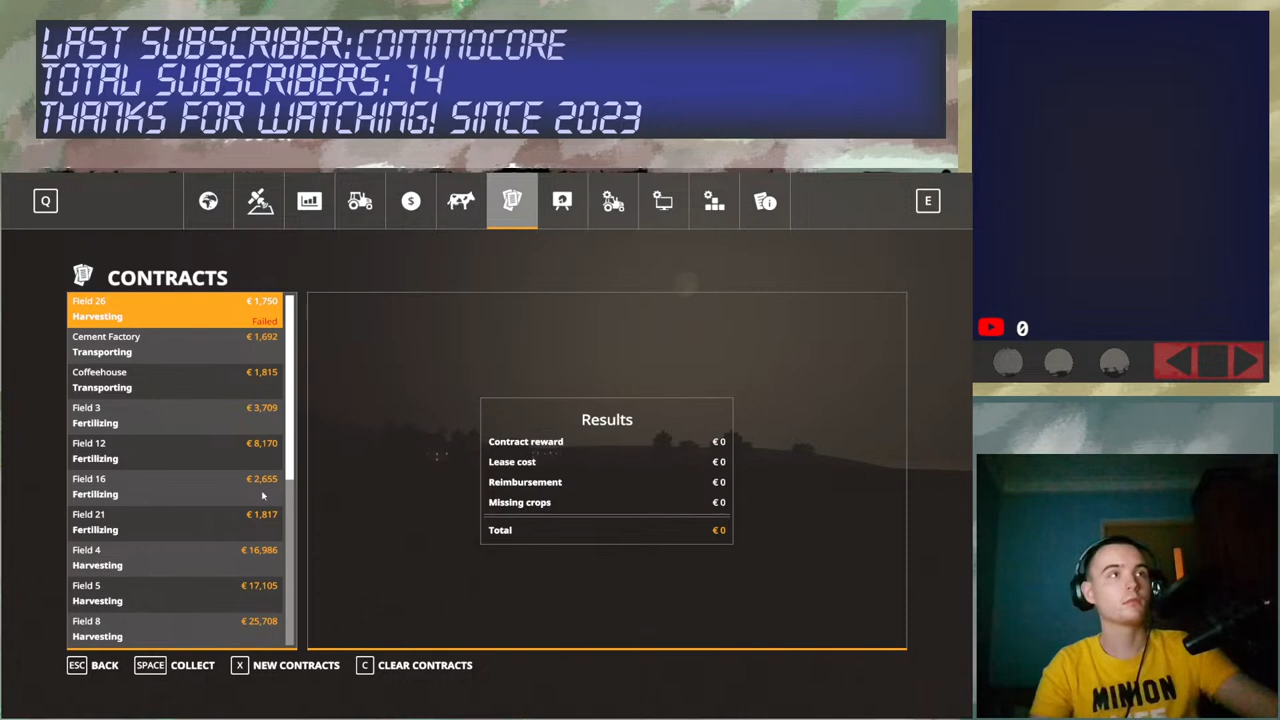 LAST SUBSCRIBER:COMMOCORE
TOTAL SUBSCRIBERS: 14
THANKS FOR WATCHING! SINCE 2023
Q
E
CONTRACTS
Field 26 € 1,750
Harvesting Failed
Cement Factory € 1,692
Transporting
Coffeehouse € 1,815
Transporting
Field 3 € 3,709
Fertilizing
Field 12 € 8,170
Fertilizing
Field 16 € 2,655
Fertilizing
Field 21 € 1,817
Fertilizing
Field 4 € 16,986
Harvesting
Field 5 € 17,105
Harvesting
Field 8 € 25,708
Harvesting
Results
Contract reward € 0
Lease cost € 0
Reimbursement € 0
Missing crops € 0
Total € 0
ESC BACK SPACE COLLECT X NEW CONTRACTS C CLEAR CONTRACTS
0
MINION